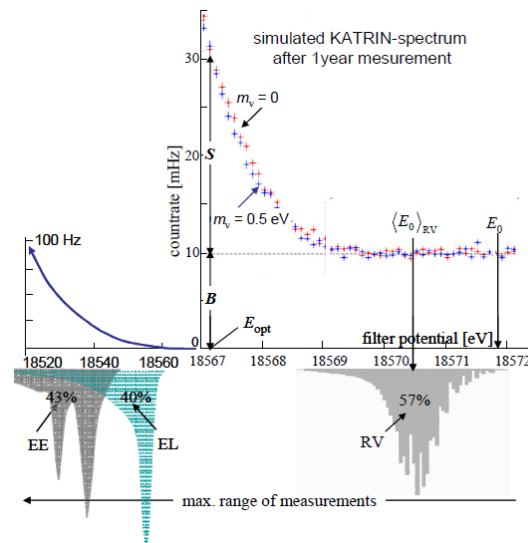 simulated KATRIN-spectrum
after 1year mesurement
countrate [mHz]
30
20
10
0
m_ν = 0
S
m_ν = 0.5 eV
⟨E_0⟩_RV
E_0
100 Hz
B
E_opt
filter potential [eV]
18520 18540 18560
18567 18568 18569 18570 18571 18572
43%
40%
57%
EE
EL
RV
max. range of measurements